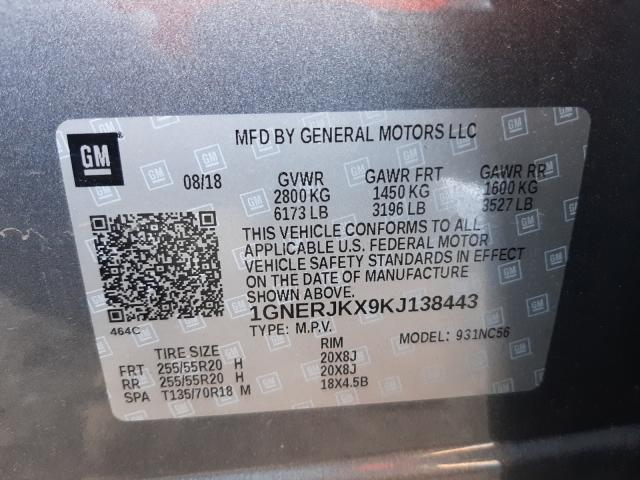 GM
MFD BY GENERAL MOTORS LLC
08/18 GVWR GAWR FRT GAWR RR
2800 KG 1450 KG 1600 KG
6173 LB 3196 LB 3527 LB
THIS VEHICLE CONFORMS TO ALL
APPLICABLE U.S. FEDERAL MOTOR
VEHICLE SAFETY STANDARDS IN EFFECT
ON THE DATE OF MANUFACTURE
SHOWN ABOVE.
464C 1GNERJKX9KJ138443
TYPE: M.P.V. MODEL: 931NC56
TIRE SIZE RIM
FRT 255/55R20 H 20X8J
RR 255/55R20 H 20X8J
SPA T135/70R18 M 18X4.5B